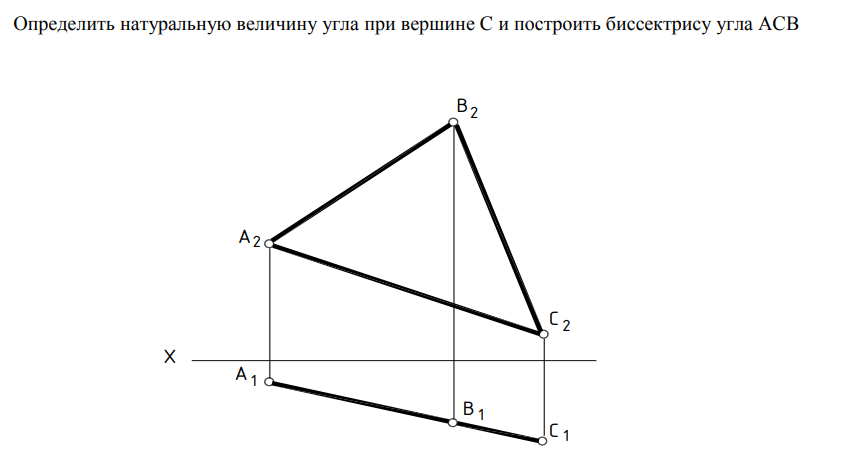 Определить натуральную величину угла при вершине С и построить биссектрису угла АСВ
B2
A2
C2
X
A1
B1
C1